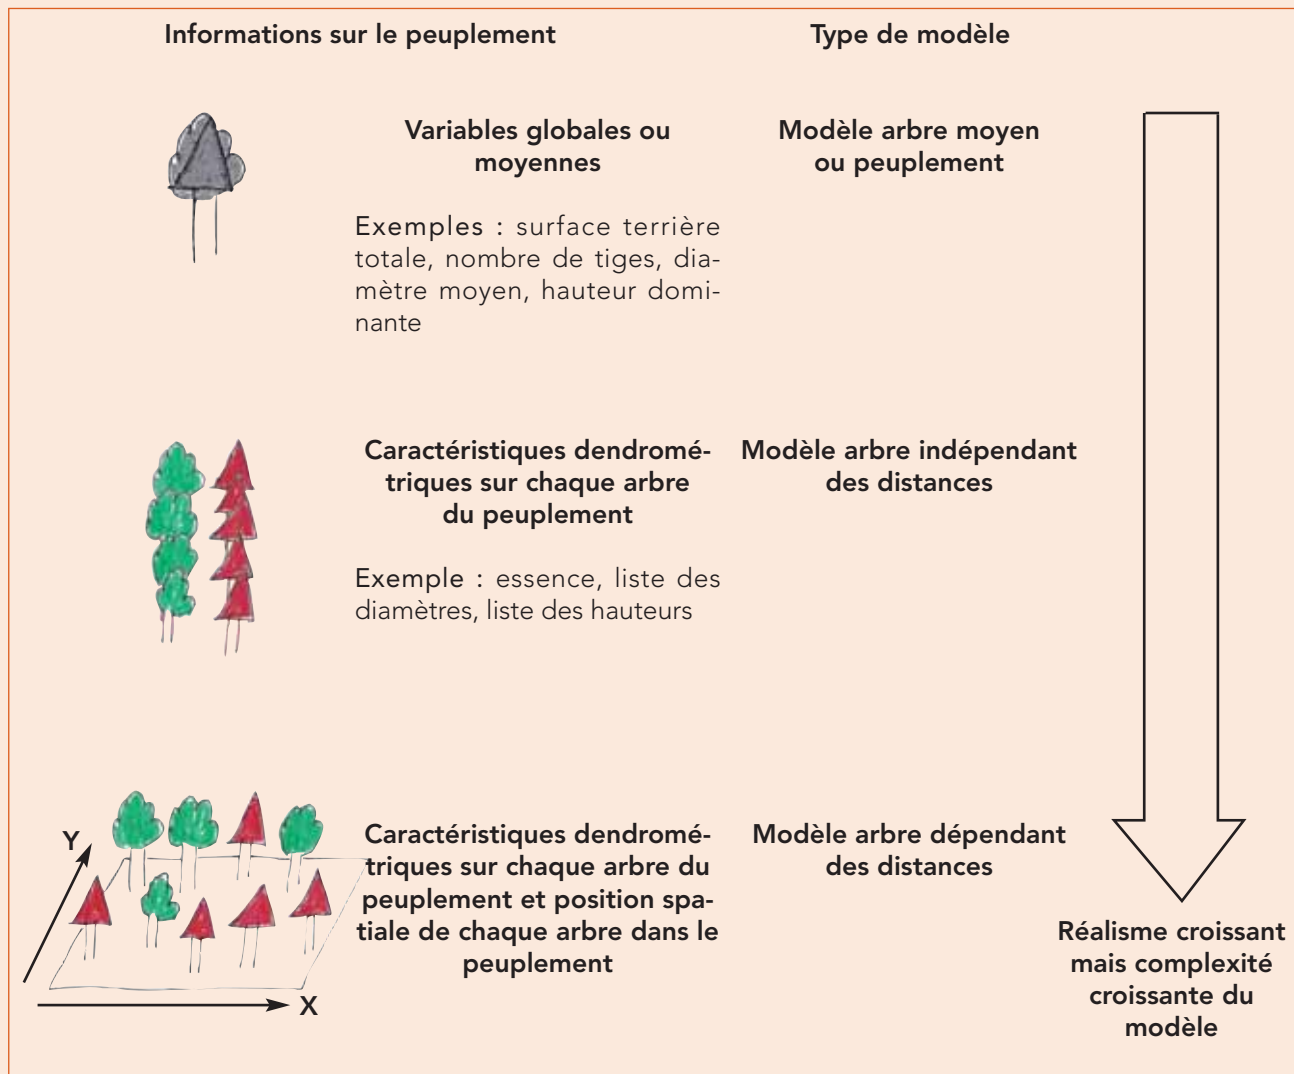 Informations sur le peuplement
Type de modèle
Variables globales ou
moyennes
Exemples : surface terrière
totale, nombre de tiges, dia-
mètre moyen, hauteur domi-
nante
Modèle arbre moyen
ou peuplement
Caractéristiques dendromé-
triques sur chaque arbre
du peuplement
Exemple : essence, liste des
diamètres, liste des hauteurs
Modèle arbre indépendant
des distances
Y
X
Caractéristiques dendromé-
triques sur chaque arbre du
peuplement et position spa-
tiale de chaque arbre dans le
peuplement
Modèle arbre dépendant
des distances
Réalisme croissant
mais complexité
croissante du
modèle